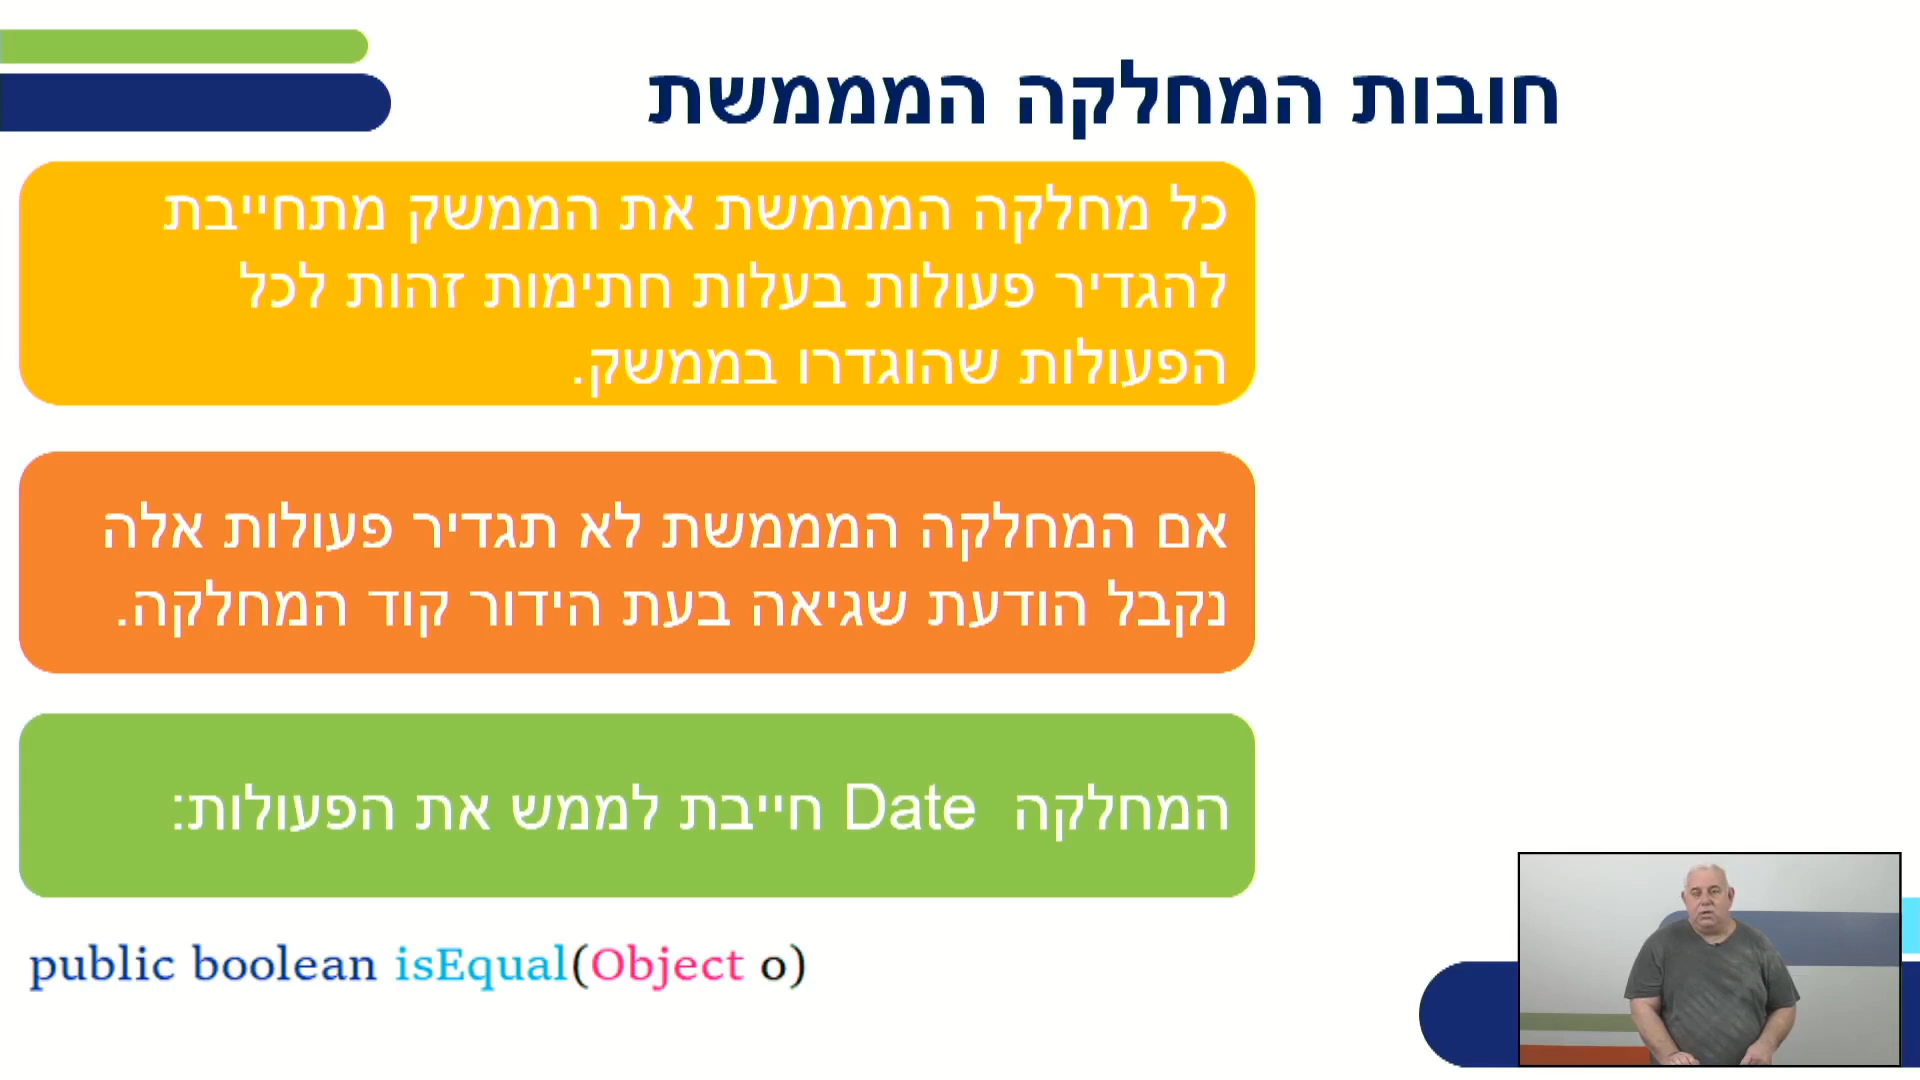 חובות המחלקה המממשת
כל מחלקה המממשת את הממשק מתחייבת
להגדיר פעולות בעלות חתימות זהות לכל
הפעולות שהוגדרו בממשק.
אם המחלקה המממשת לא תגדיר פעולות אלה
נקבל הודעת שגיאה בעת הידור קוד המחלקה.
המחלקה Date חייבת לממש את הפעולות:
public boolean isEqual(Object o)